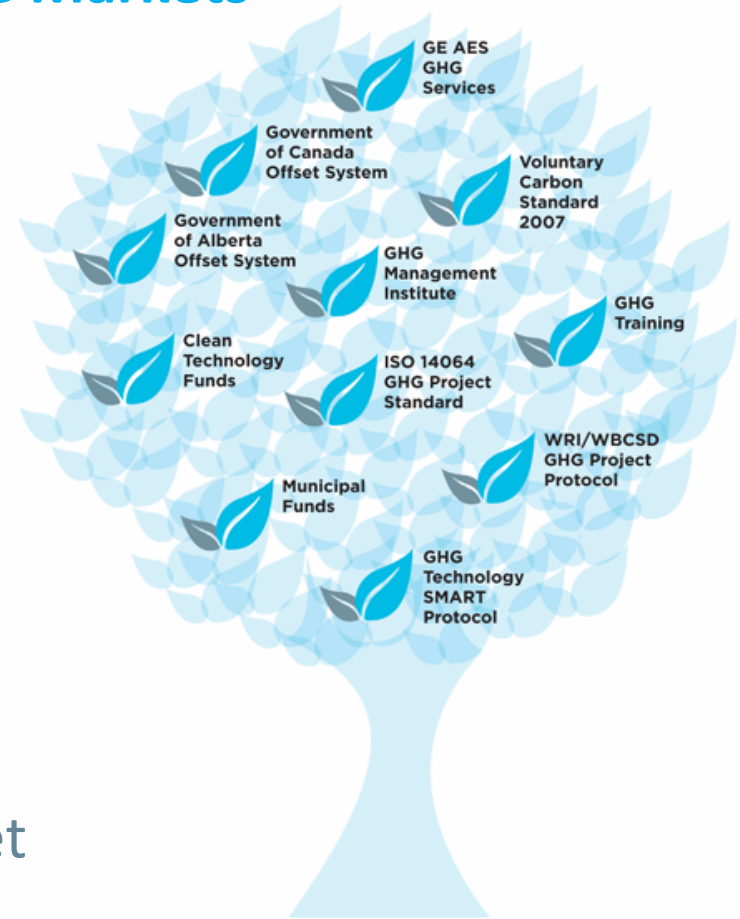 Markets
GE AES
GHG
Services
Government
of Canada
Offset System
Voluntary
Carbon
Standard
2007
Government
of Alberta
Offset System
GHG
Management
Institute
GHG
Training
Clean
Technology
Funds
ISO 14064
GHG Project
Standard
WRI/WBCSD
GHG Project
Protocol
Municipal
Funds
GHG
Technology
SMART
Protocol
et